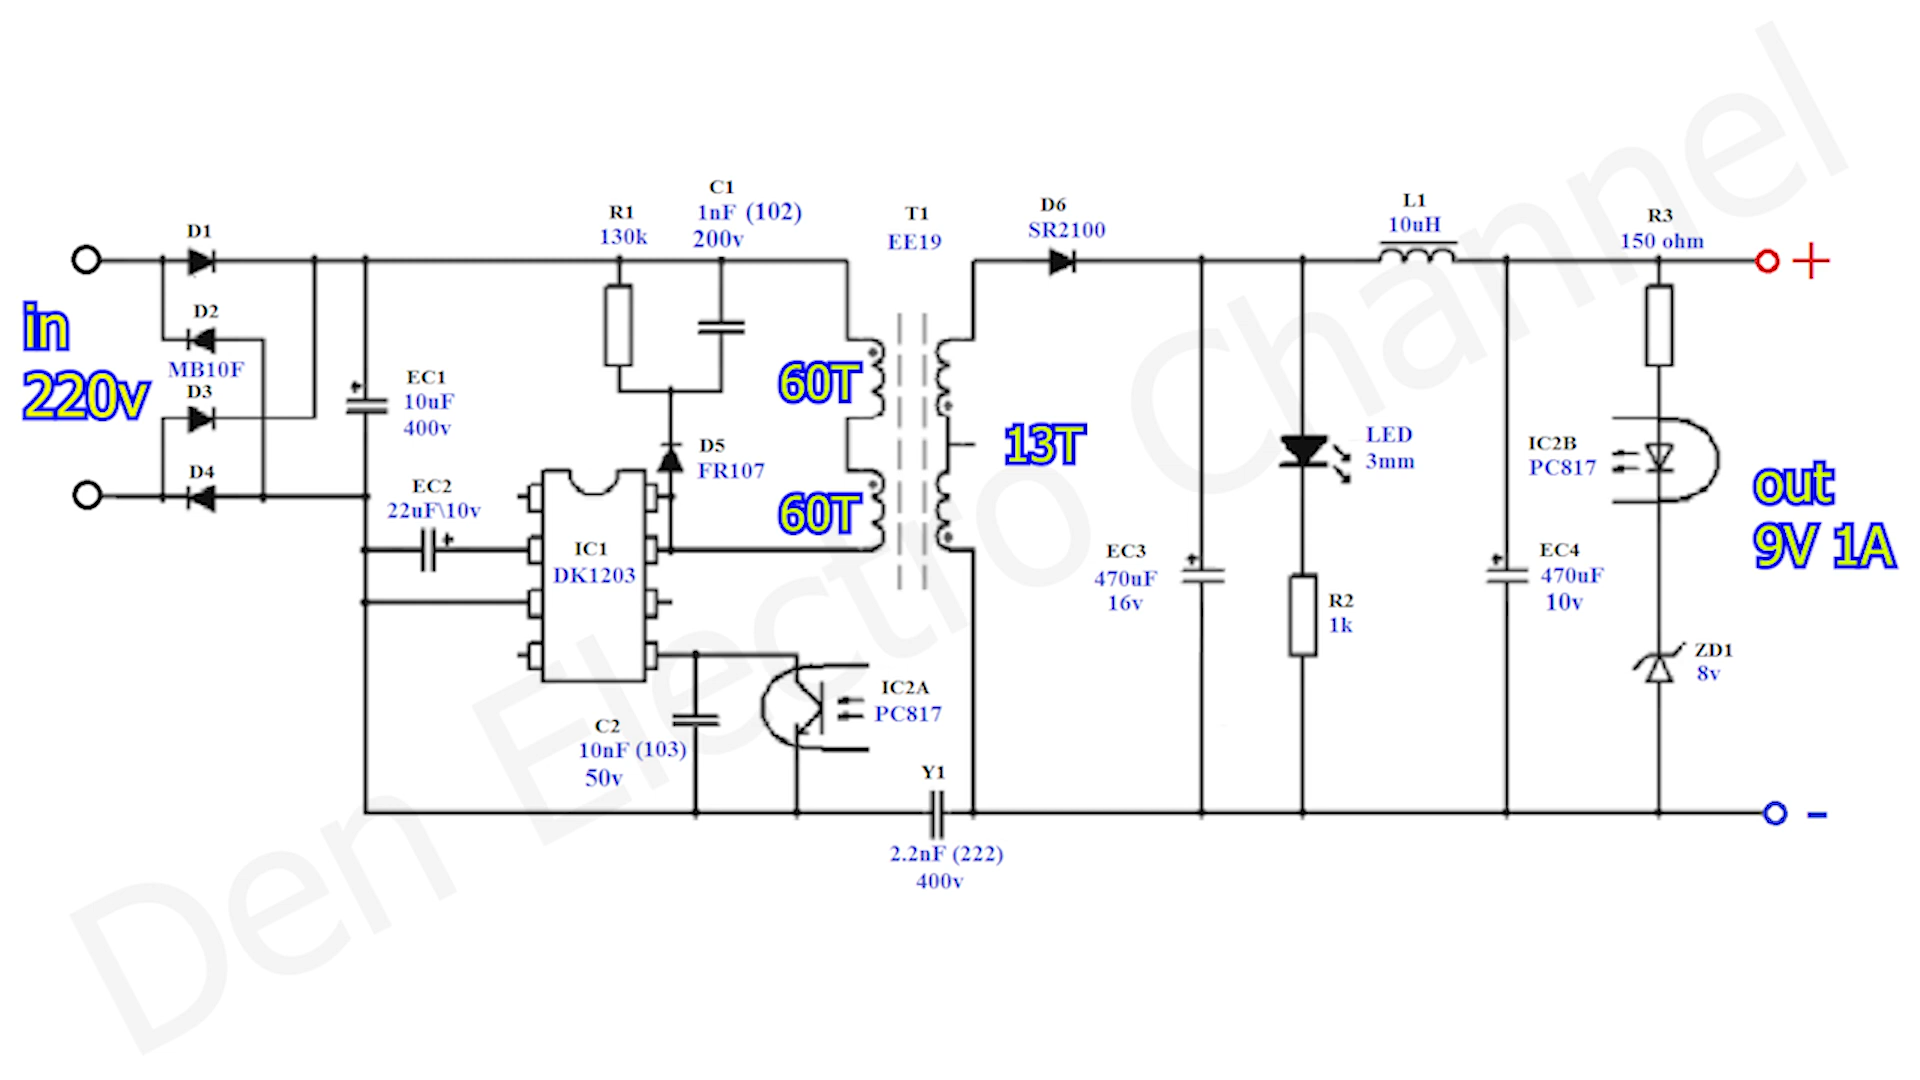 D1
D2
MB10F
D3
D4
in
220v
EC1
10uF
400v
EC2
22uF\10v
R1
130k
C1
1nF (102)
200v
D5
FR107
IC1
DK1203
C2
10nF (103)
50v
IC2A
PC817
T1
EE19
60T
60T
13T
Y1
2.2nF (222)
400v
D6
SR2100
EC3
470uF
16v
LED
3mm
R2
1k
L1
10uH
EC4
470uF
10v
R3
150 ohm
IC2B
PC817
ZD1
8v
+
out
9V 1A
-
Den Electro Channel